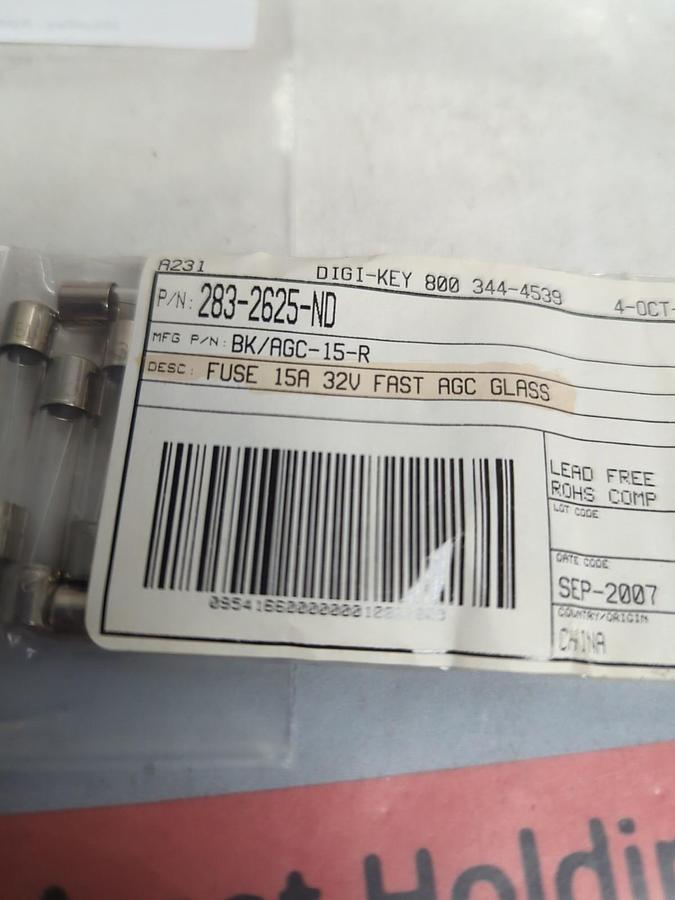 A231
DIGI-KEY 800 344-4539 4-OCT-
P/N: 283-2625-ND
MFG P/N: BK/AGC-15-R
DESC: FUSE 15A 32V FAST AGC GLASS
LEAD FREE
ROHS COMP
LOT CODE
DATE CODE
SEP-2007
COUNTRY/ORIGIN
CHINA
Holdin